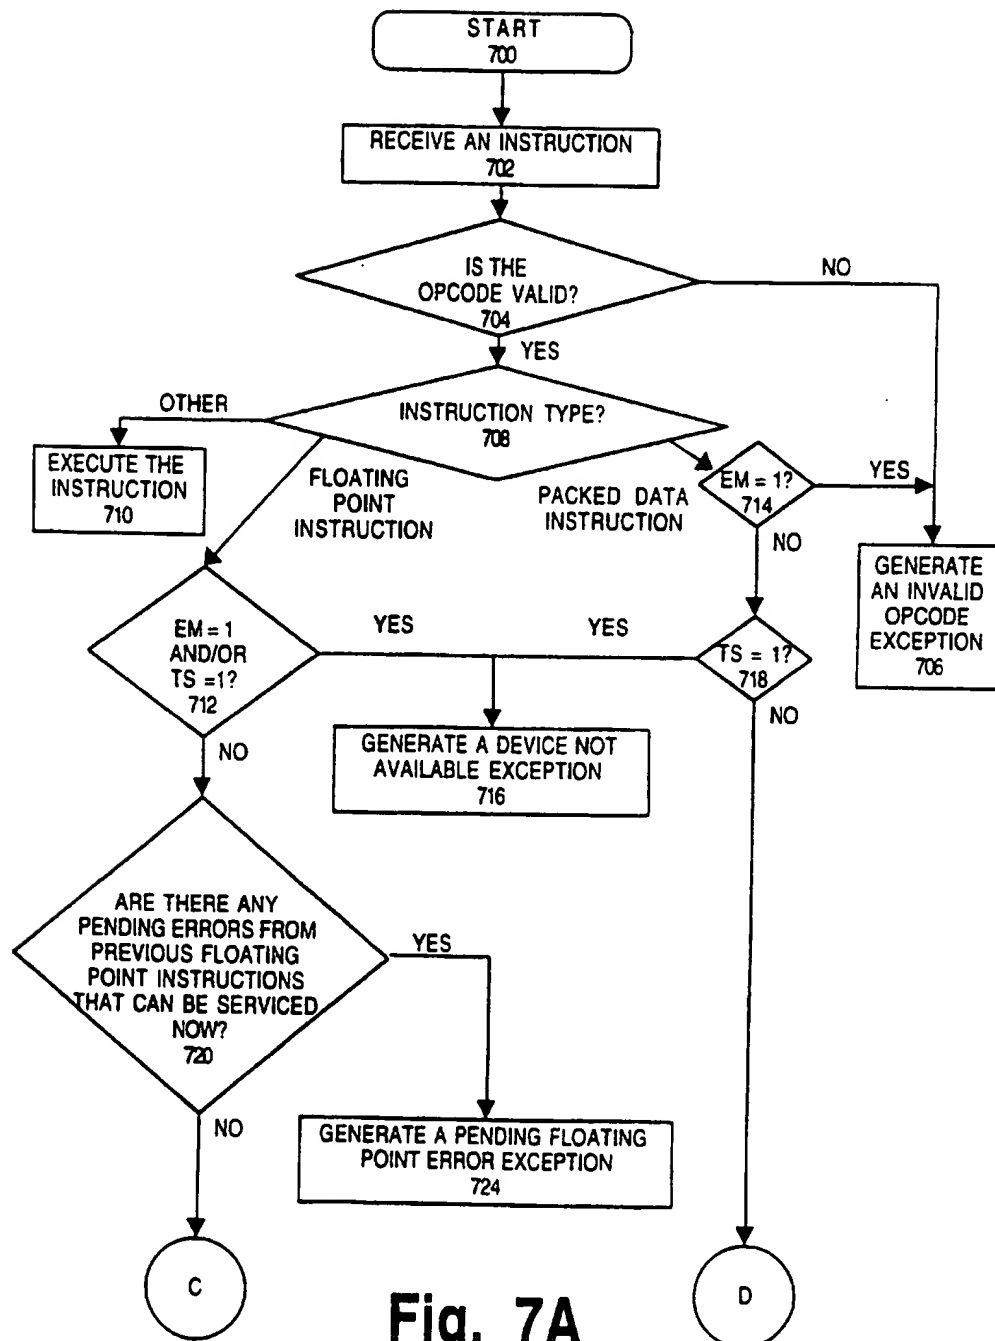 START
700
RECEIVE AN INSTRUCTION
702
IS THE
OPCODE VALID?
704
NO
YES
INSTRUCTION TYPE?
708
OTHER
EXECUTE THE
INSTRUCTION
710
FLOATING
POINT
INSTRUCTION
PACKED DATA
INSTRUCTION
EM = 1?
714
YES
NO
GENERATE
AN INVALID
OPCODE
EXCEPTION
706
EM = 1
AND/OR
TS =1?
712
YES
YES
TS = 1?
718
NO
NO
GENERATE A DEVICE NOT
AVAILABLE EXCEPTION
716
ARE THERE ANY
PENDING ERRORS FROM
PREVIOUS FLOATING
POINT INSTRUCTIONS
THAT CAN BE SERVICED
NOW?
720
YES
NO
GENERATE A PENDING FLOATING
POINT ERROR EXCEPTION
724
C
D
Fig. 7A